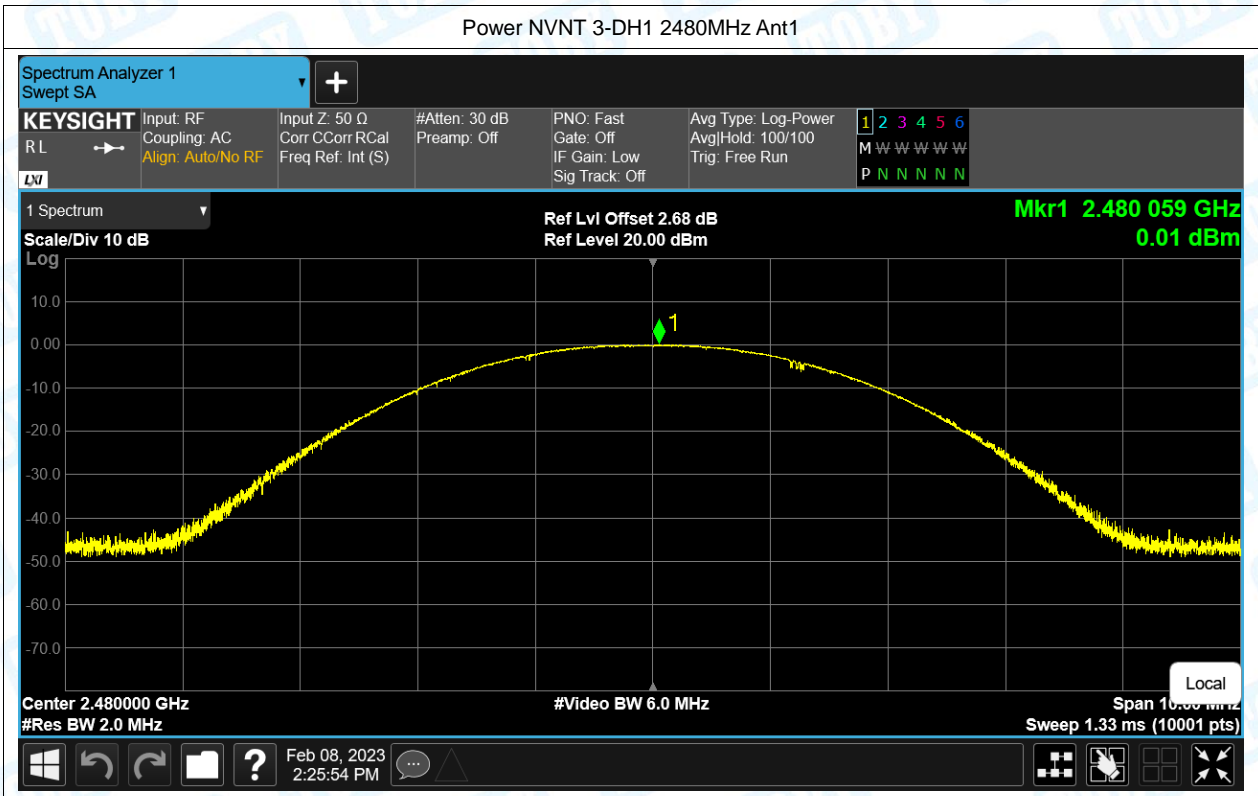 Power NVNT 3-DH1 2480MHz Ant1
Spectrum Analyzer 1
Swept SA
KEYSIGHT
R L
LXI
Input: RF
Coupling: AC
Align: Auto/No RF
Input Z: 50 Ω
Corr CCorr RCal
Freq Ref: Int (S)
#Atten: 30 dB
Preamp: Off
PNO: Fast
Gate: Off
IF Gain: Low
Sig Track: Off
Avg Type: Log-Power
Avg|Hold: 100/100
Trig: Free Run
1 2 3 4 5 6
M W W W W W
P N N N N N
1 Spectrum
Scale/Div 10 dB
Ref Lvl Offset 2.68 dB
Ref Level 20.00 dBm
Mkr1 2.480 059 GHz
0.01 dBm
Log
10.0
0.00
-10.0
-20.0
-30.0
-40.0
-50.0
-60.0
-70.0
1
Center 2.480000 GHz
#Res BW 2.0 MHz
#Video BW 6.0 MHz
Local
Span 10.00 MHz
Sweep 1.33 ms (10001 pts)
?
Feb 08, 2023
2:25:54 PM
TOBY